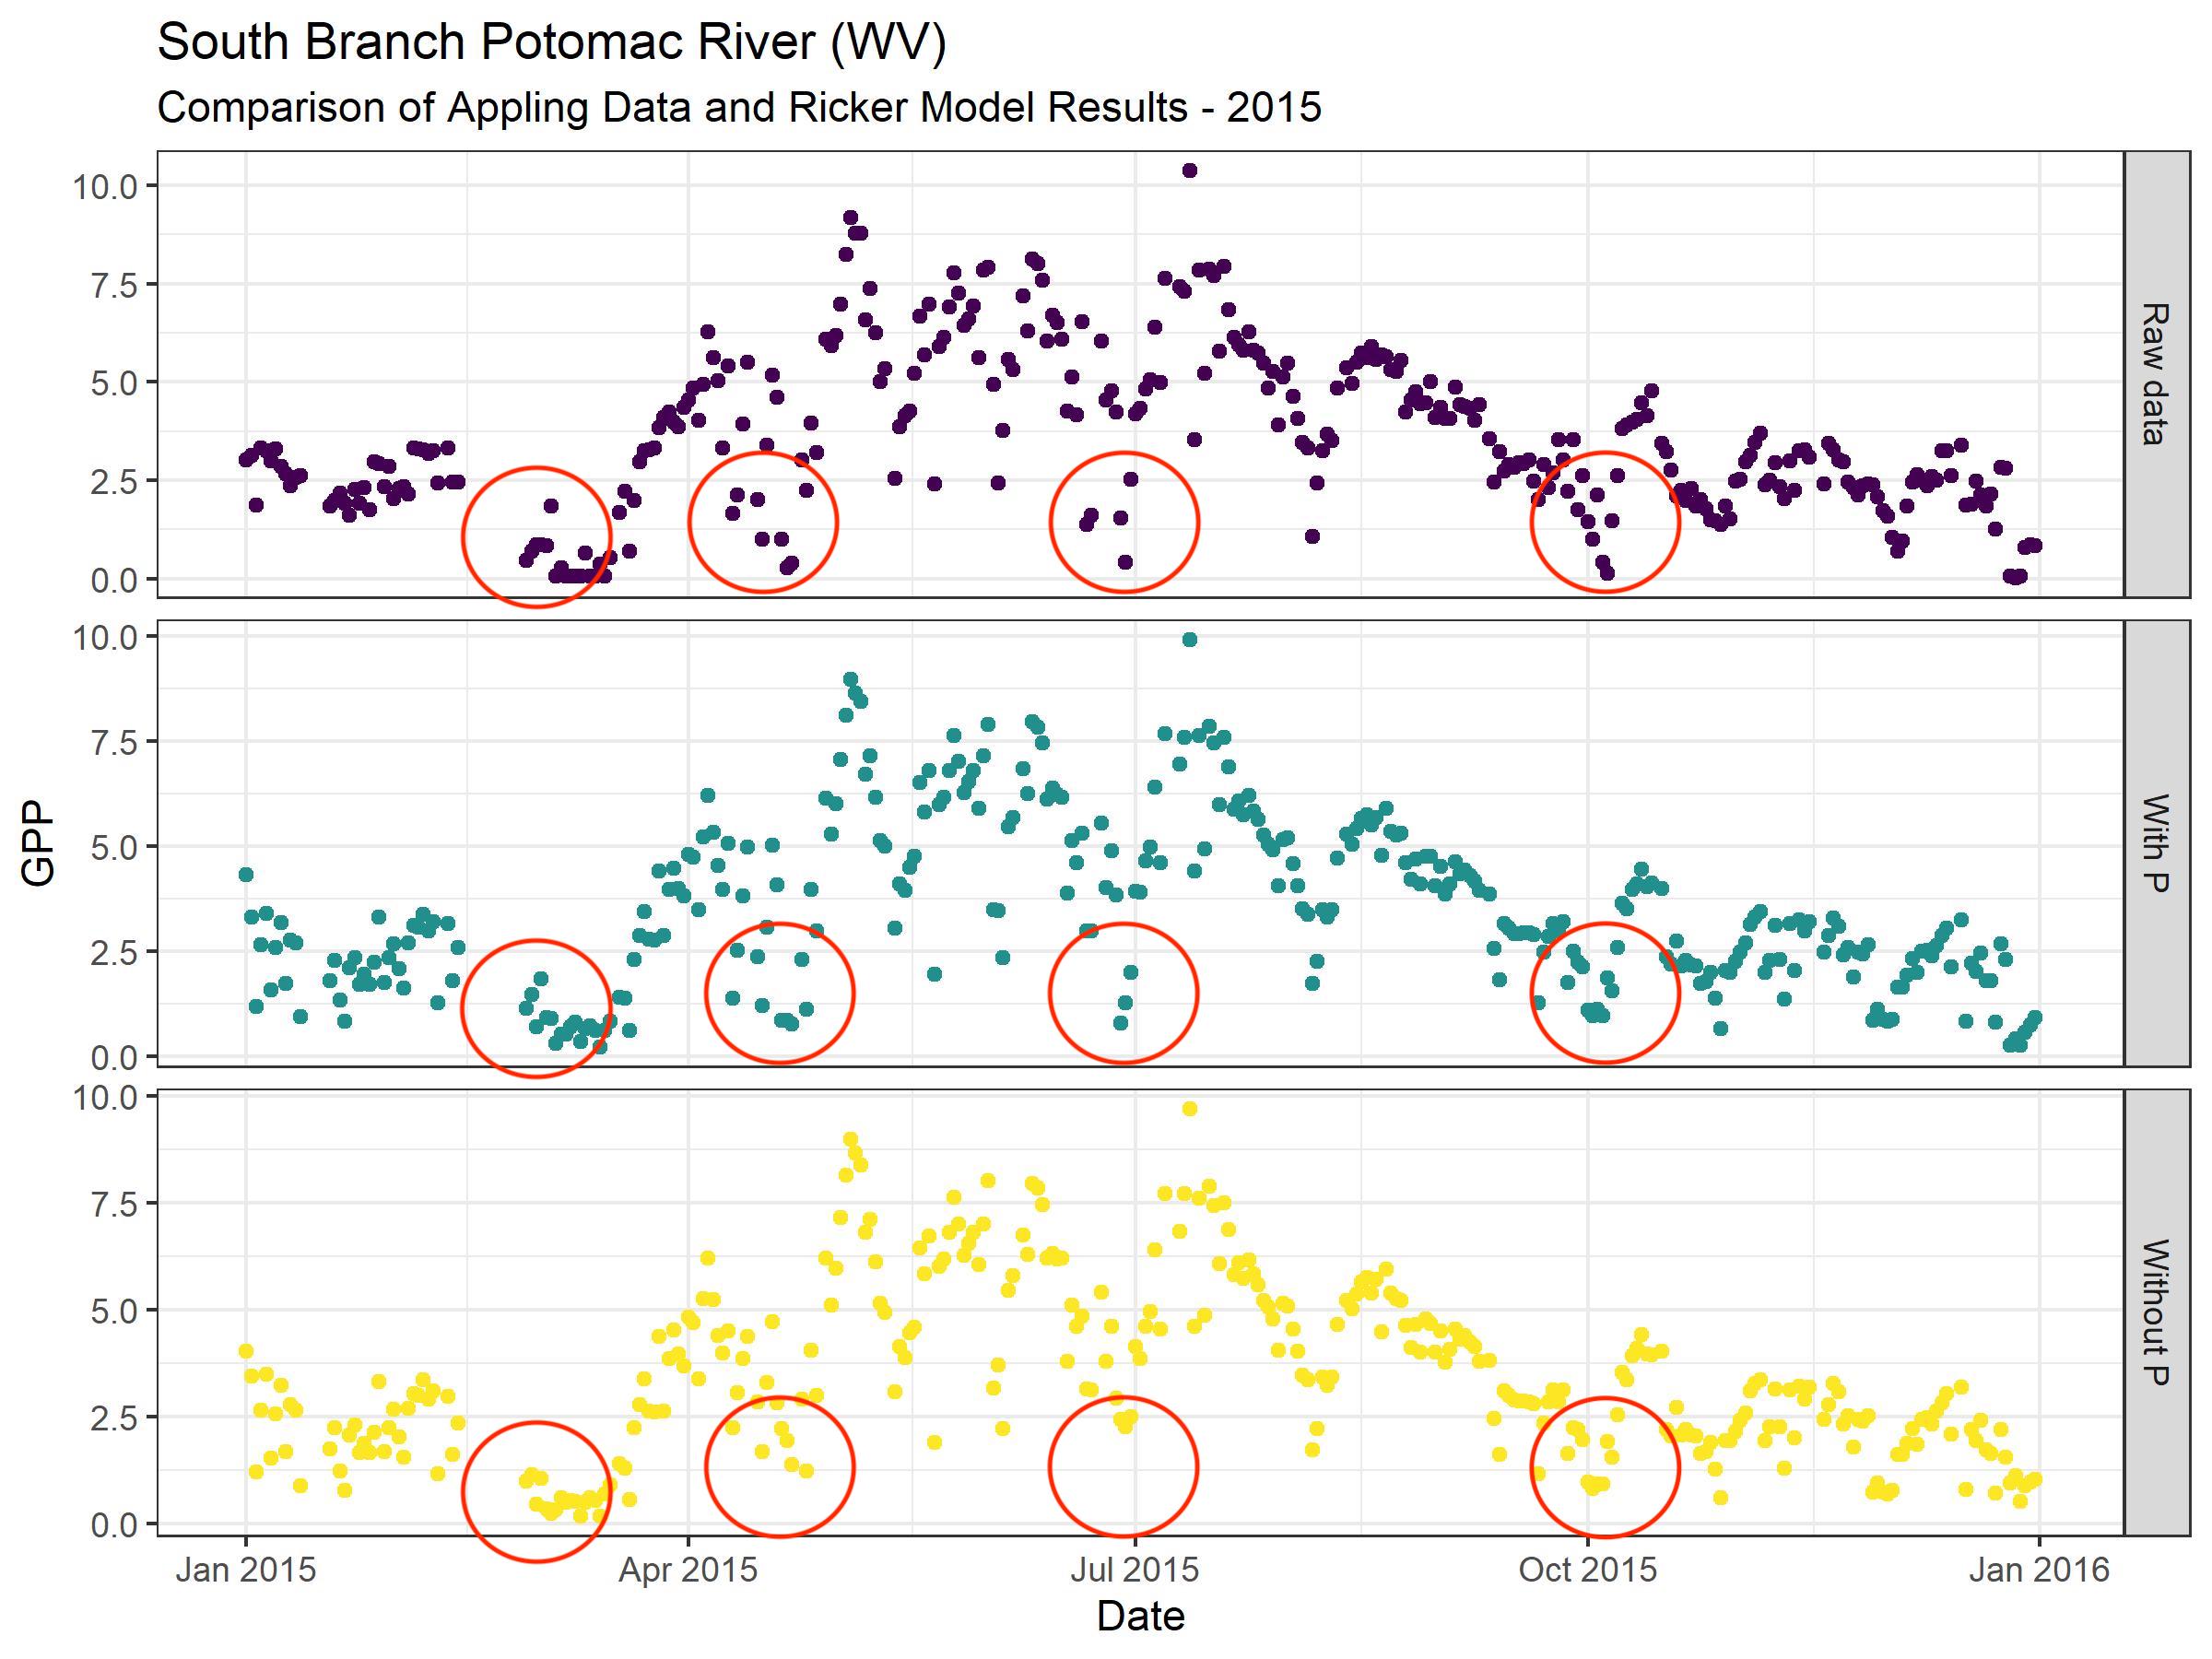 South Branch Potomac River (WV)
Comparison of Appling Data and Ricker Model Results - 2015
10.0
7.5
5.0
2.5
0.0
Raw data
10.0
7.5
5.0
2.5
0.0
With P
GPP
10.0
7.5
5.0
2.5
0.0
Without P
Jan 2015 Apr 2015 Jul 2015 Oct 2015 Jan 2016
Date